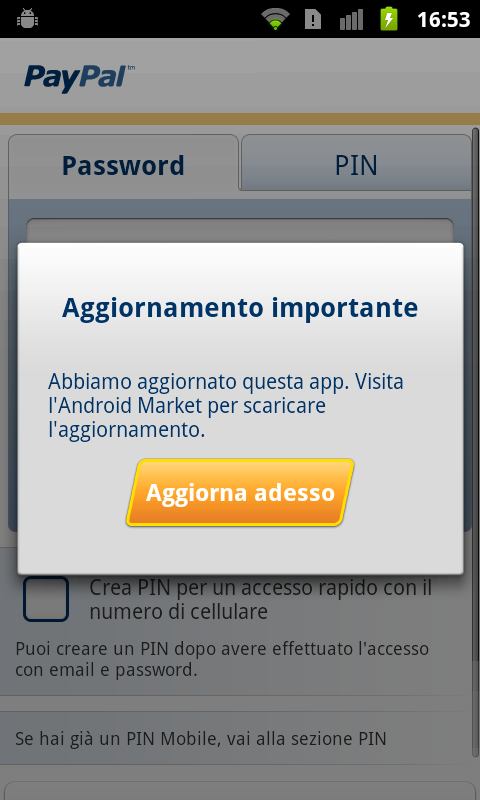 16:53
PayPal™
Password
PIN
Aggiornamento importante
Abbiamo aggiornato questa app. Visita
l'Android Market per scaricare
l'aggiornamento.
Aggiorna adesso
Crea PIN per un accesso rapido con il
numero di cellulare
Puoi creare un PIN dopo avere effettuato l'accesso
con email e password.
Se hai già un PIN Mobile, vai alla sezione PIN